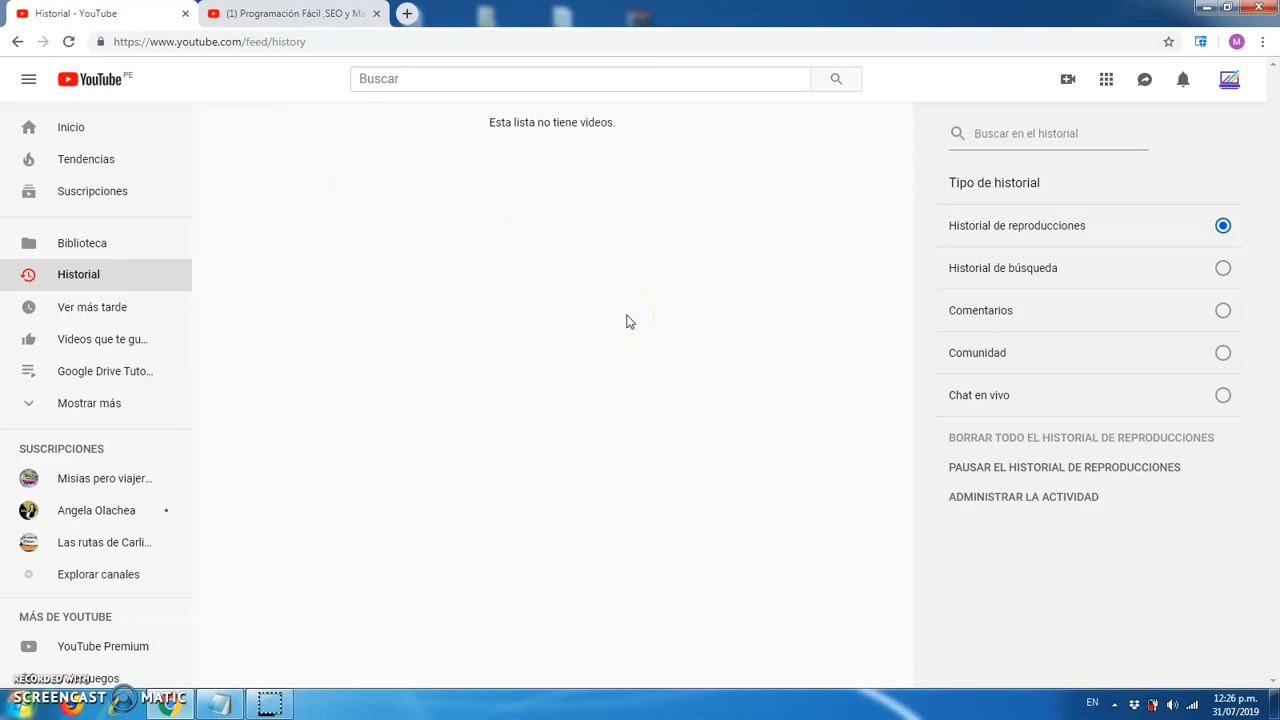 Historial - YouTube
(1) Programación Fácil ,SEO y Ma
https://www.youtube.com/feed/history
M
YouTube PE
Buscar
Inicio
Tendencias
Suscripciones
Biblioteca
Historial
Ver más tarde
Videos que te gu...
Google Drive Tuto...
Mostrar más
SUSCRIPCIONES
Misias pero viajer...
Angela Olachea
Las rutas de Carli...
Explorar canales
MÁS DE YOUTUBE
YouTube Premium
Esta lista no tiene videos.
Buscar en el historial
Tipo de historial
Historial de reproducciones
Historial de búsqueda
Comentarios
Comunidad
Chat en vivo
BORRAR TODO EL HISTORIAL DE REPRODUCCIONES
PAUSAR EL HISTORIAL DE REPRODUCCIONES
ADMINISTRAR LA ACTIVIDAD
RECORDED WITH
SCREENCAST MATIC
EN
12:26 p.m.
31/07/2019